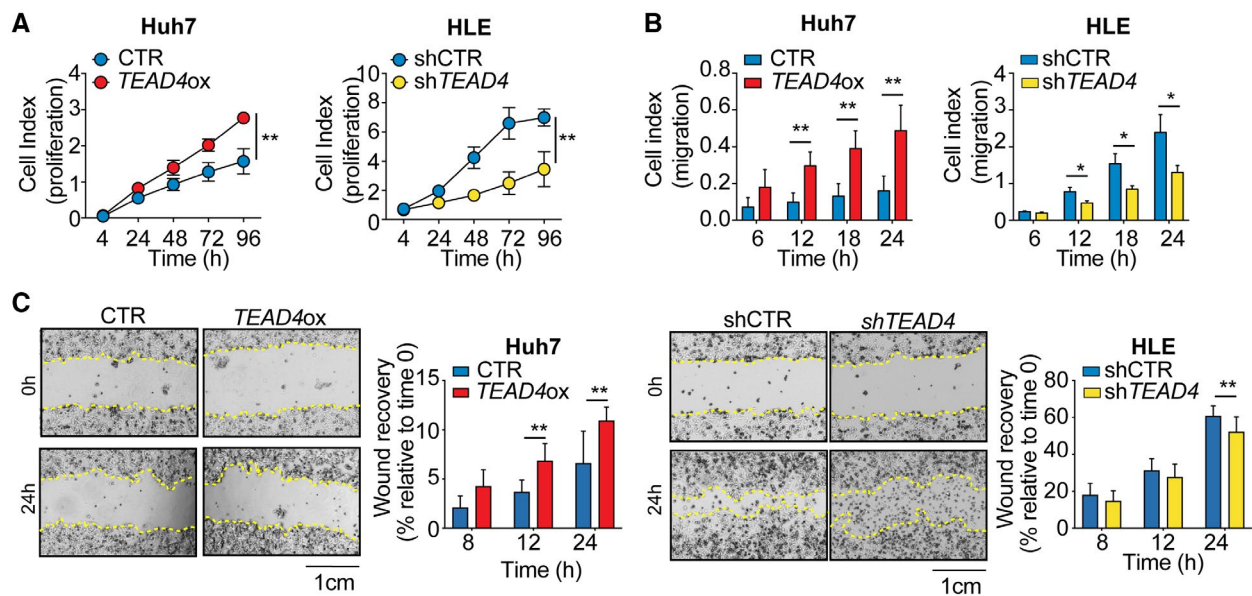 A
Huh7
CTR
TEAD4ox
Cell Index
(proliferation)
4
3
2
1
0
**
4 24 48 72 96
Time (h)
HLE
shCTR
shTEAD4
Cell Index
(proliferation)
10
8
6
4
2
0
**
4 24 48 72 96
Time (h)
B
Huh7
CTR
TEAD4ox
Cell index
(migration)
0.8
0.6
0.4
0.2
0.0
** ** **
6 12 18 24
Time (h)
HLE
shCTR
shTEAD4
Cell index
(migration)
4
3
2
1
0
* * *
6 12 18 24
Time (h)
C
CTR TEAD4ox
0h
24h
1cm
Huh7
CTR
TEAD4ox
Wound recovery
(% relative to time 0)
15
10
5
0
** **
8 12 24
Time (h)
shCTR shTEAD4
0h
24h
1cm
HLE
shCTR
shTEAD4
Wound recovery
(% relative to time 0)
80
60
40
20
0
**
8 12 24
Time (h)